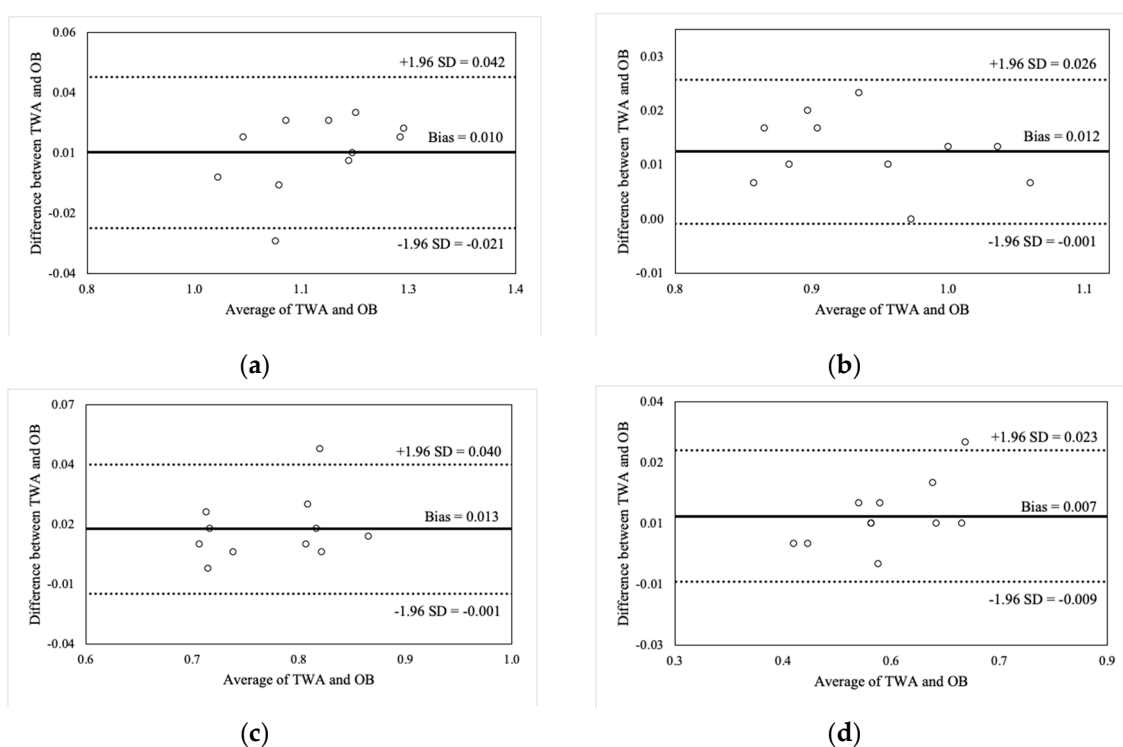 0.06
+1.96 SD = 0.042
0.04
Bias = 0.010
0.01
-0.02
-1.96 SD = -0.021
-0.04
0.8 1.0 1.1 1.3 1.4
Difference between TWA and OB
Average of TWA and OB
(a)
0.03
+1.96 SD = 0.026
0.02
Bias = 0.012
0.01
0.00
-1.96 SD = -0.001
-0.01
0.8 0.9 1.0 1.1
Difference between TWA and OB
Average of TWA and OB
(b)
0.07
+1.96 SD = 0.040
0.04
Bias = 0.013
0.02
-0.01
-1.96 SD = -0.001
-0.04
0.6 0.7 0.8 0.9 1.0
Difference between TWA and OB
Average of TWA and OB
(c)
0.04
+1.96 SD = 0.023
0.02
Bias = 0.007
0.01
-0.01
-1.96 SD = -0.009
-0.03
0.3 0.4 0.6 0.7 0.9
Difference between TWA and OB
Average of TWA and OB
(d)